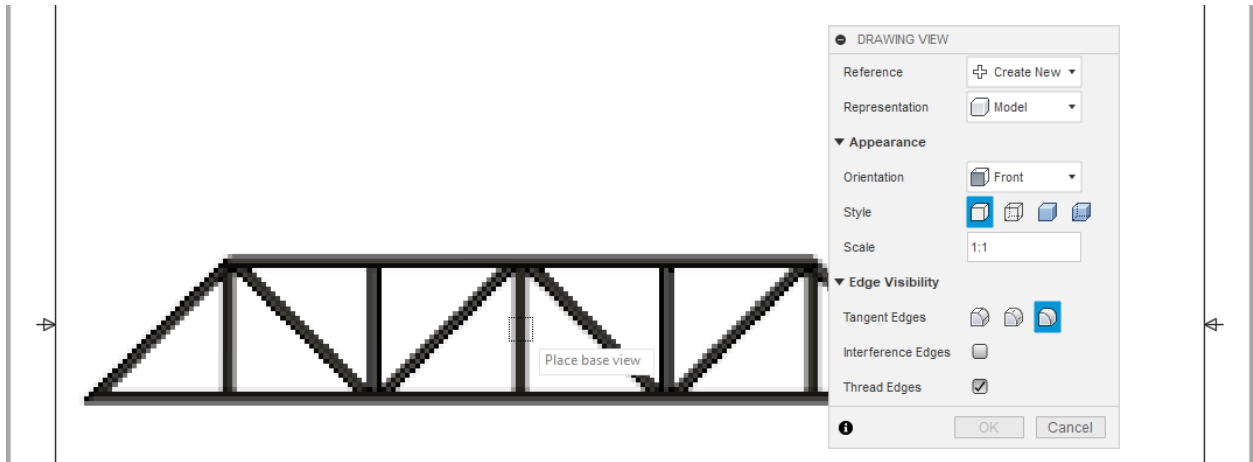 DRAWING VIEW
Reference Create New
Representation Model
Appearance
Orientation Front
Style
Scale 1:1
Edge Visibility
Tangent Edges
Interference Edges
Thread Edges
OK Cancel
Place base view